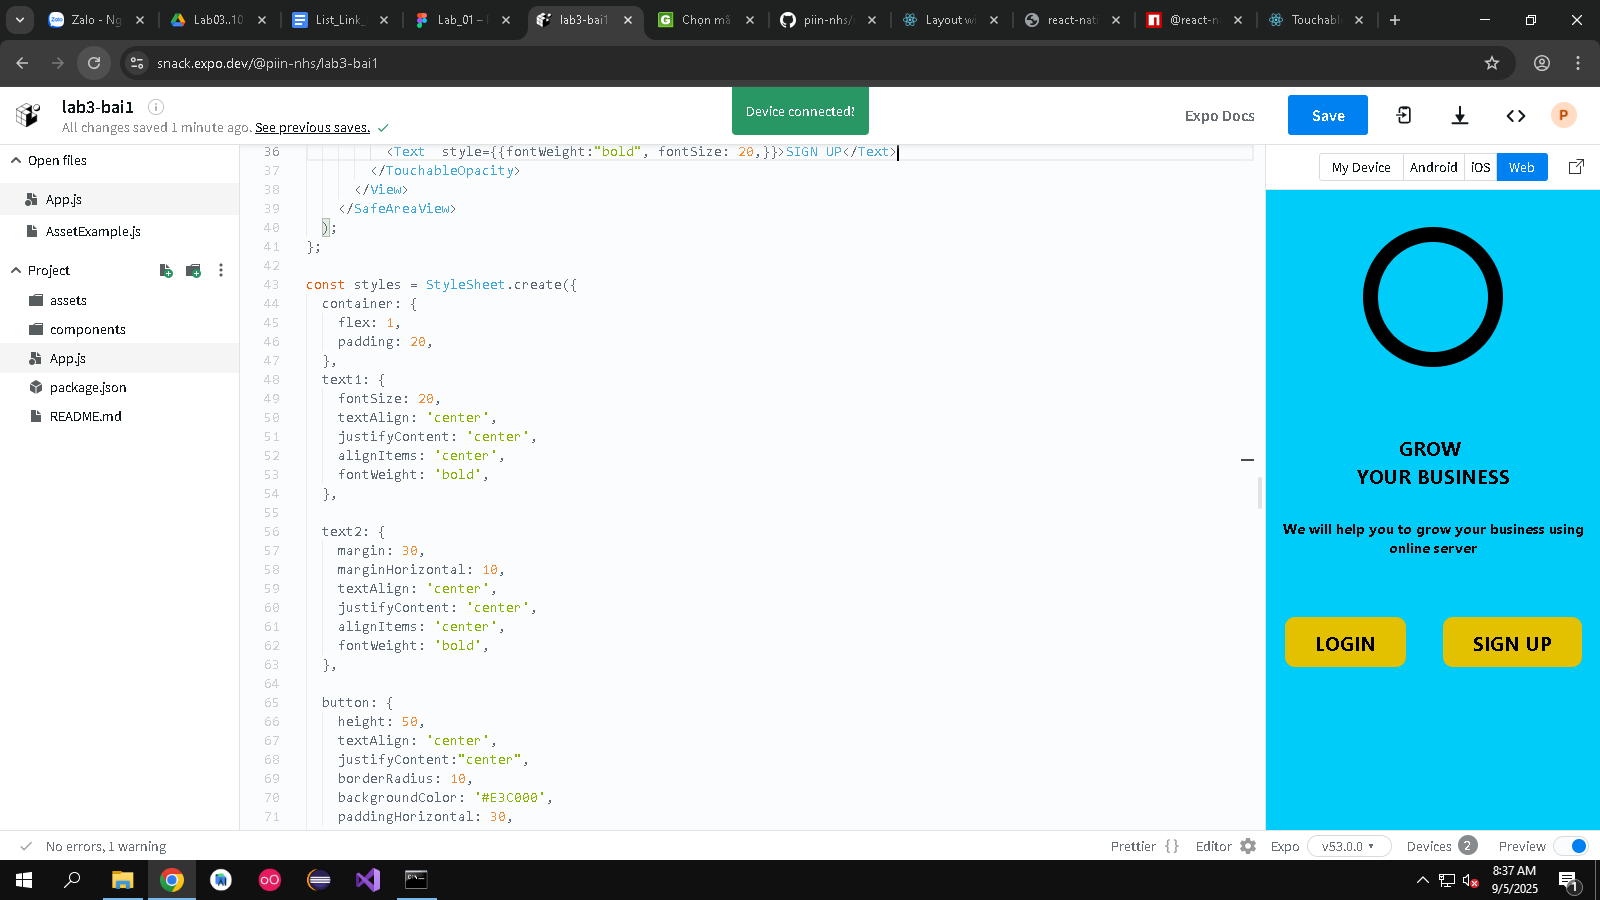 Zalo - Ng
Lab03..10
List_Link_
Lab_01 –
lab3-bai1
Chọn mã
piin-nhs/
Layout wi
react-nati
@react-n
Touchabl
snack.expo.dev/@piin-nhs/lab3-bai1
lab3-bai1
All changes saved 1 minute ago. See previous saves.
Device connected!
Expo Docs
Save
P
Open files
App.js
AssetExample.js
Project
assets
components
App.js
package.json
README.md
36 <Text  style={{fontWeight:"bold", fontSize: 20,}}>SIGN UP</Text>
37 </TouchableOpacity>
38 </View>
39 </SafeAreaView>
40 );
41 };
42
43 const styles = StyleSheet.create({
44 container: {
45 flex: 1,
46 padding: 20,
47 },
48 text1: {
49 fontSize: 20,
50 textAlign: 'center',
51 justifyContent: 'center',
52 alignItems: 'center',
53 fontWeight: 'bold',
54 },
55
56 text2: {
57 margin: 30,
58 marginHorizontal: 10,
59 textAlign: 'center',
60 justifyContent: 'center',
61 alignItems: 'center',
62 fontWeight: 'bold',
63 },
64
65 button: {
66 height: 50,
67 textAlign: 'center',
68 justifyContent:"center",
69 borderRadius: 10,
70 backgroundColor: '#E3C000',
71 paddingHorizontal: 30,
My Device
Android
iOS
Web
GROW
YOUR BUSINESS
We will help you to grow your business using
online server
LOGIN
SIGN UP
No errors, 1 warning
Prettier { }
Editor
Expo
v53.0.0
Devices 2
Preview
8:37 AM
9/5/2025
1